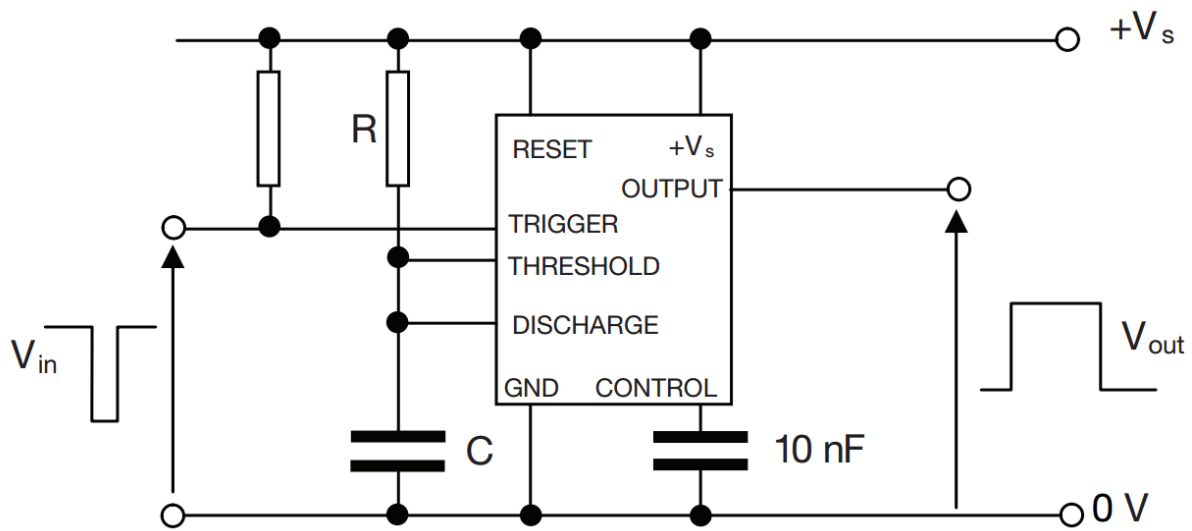 +Vs
R
RESET
+Vs
OUTPUT
TRIGGER
THRESHOLD
DISCHARGE
Vin
Vout
GND
CONTROL
C
10 nF
0 V